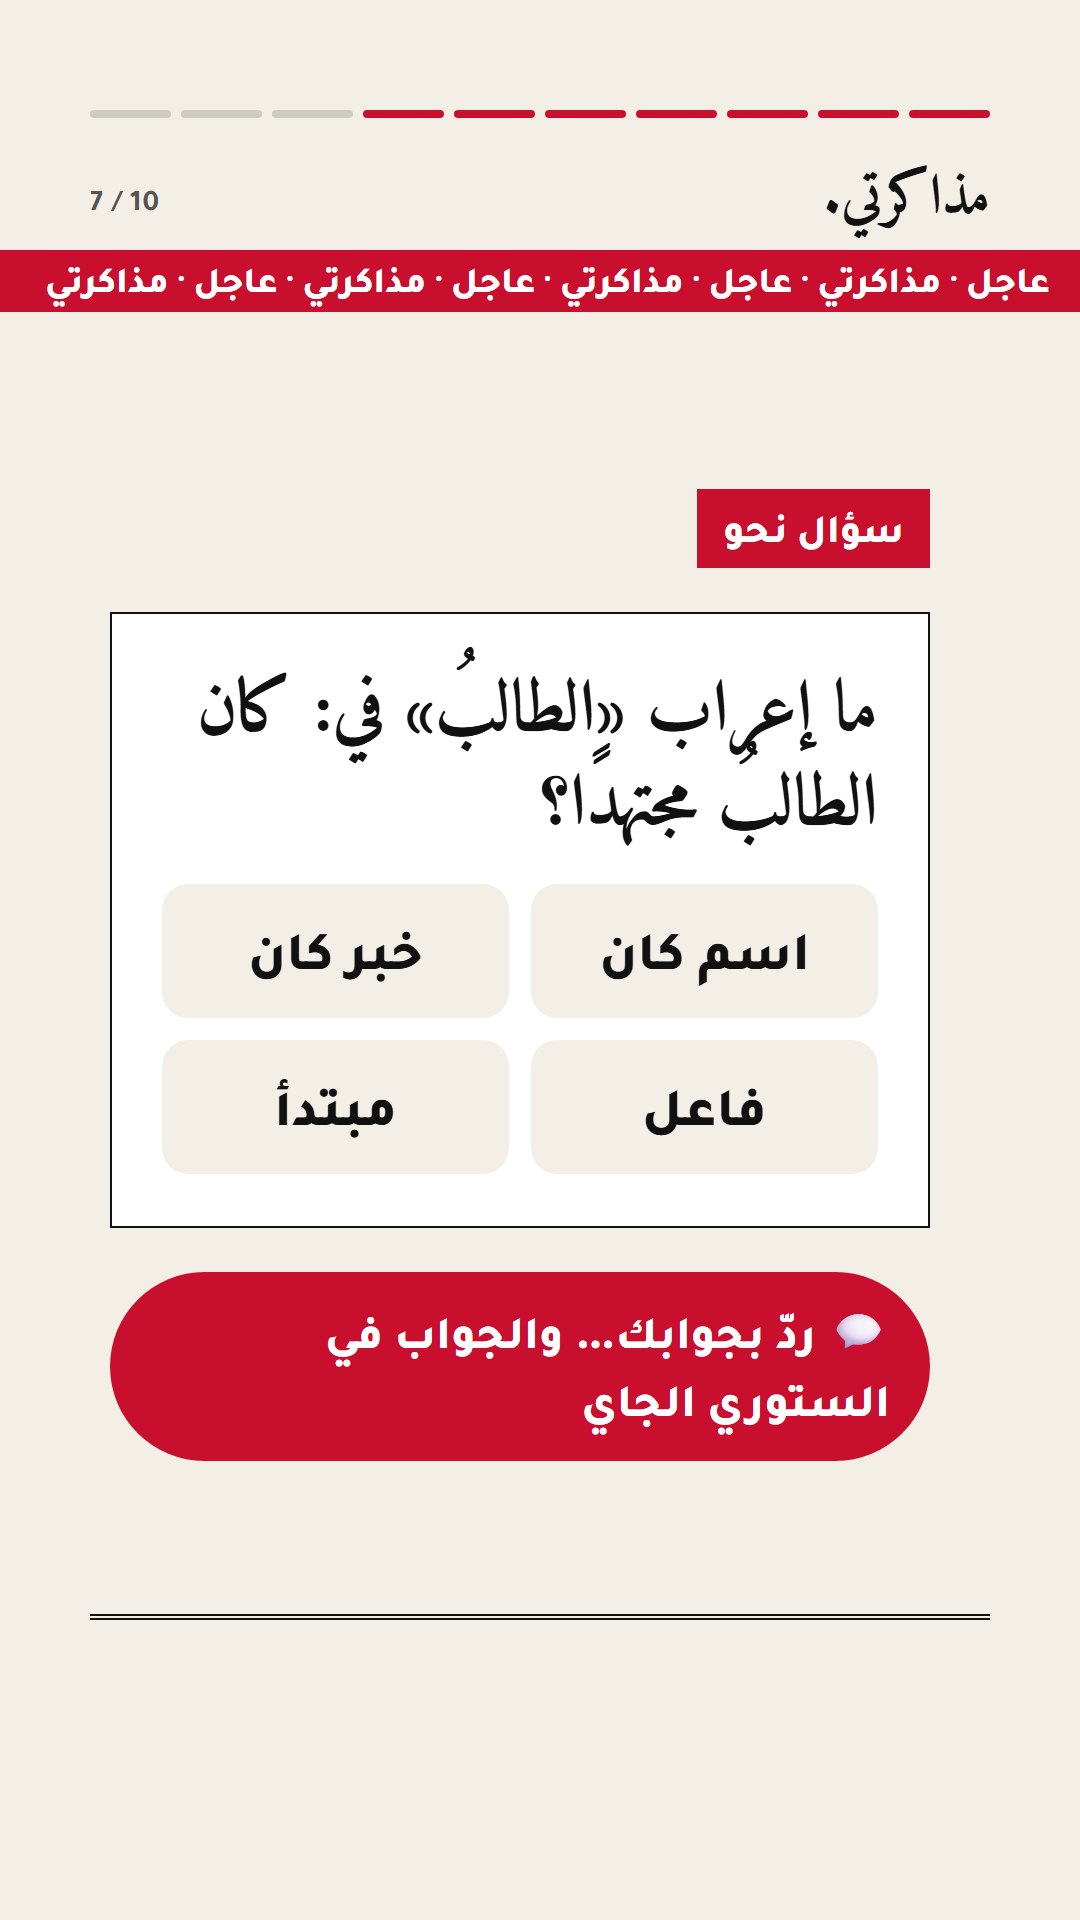 مذاكرتي.
7 / 10
عاجل · مذاكرتي · عاجل · مذاكرتي · عاجل · مذاكرتي · عاجل · مذاكرتي
سؤال نحو
ما إعراب «الطالبُ» في: كان
الطالبُ مجتهدًا؟
اسم كان
خبر كان
فاعل
مبتدأ
💬 ردّ بجوابك... والجواب في
الستوري الجاي